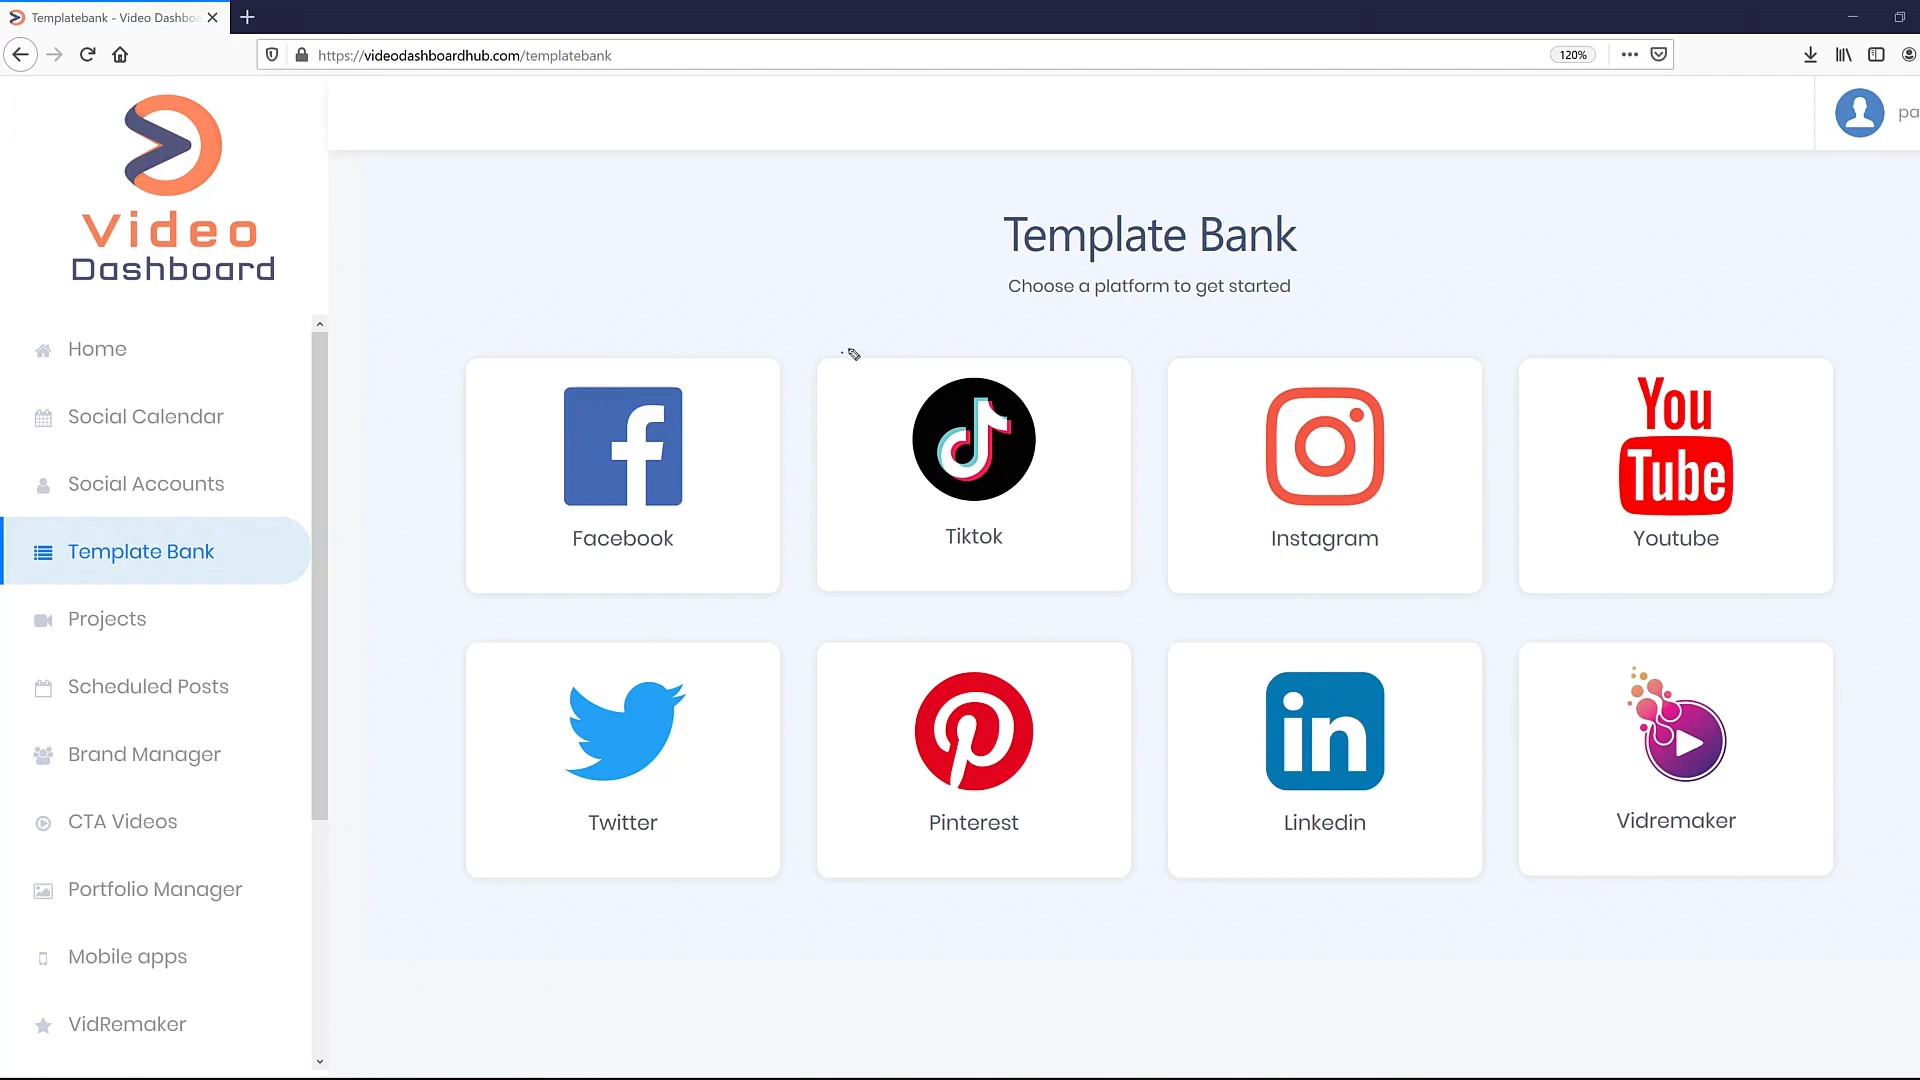 Templatebank - Video Dashbo
https://videodashboardhub.com/templatebank
120%
Video
Dashboard
pa
Home
Social Calendar
Social Accounts
Template Bank
Projects
Scheduled Posts
Brand Manager
CTA Videos
Portfolio Manager
Mobile apps
VidRemaker
Template Bank
Choose a platform to get started
Facebook
Tiktok
Instagram
You
Tube
Youtube
Twitter
Pinterest
in
Linkedin
Vidremaker